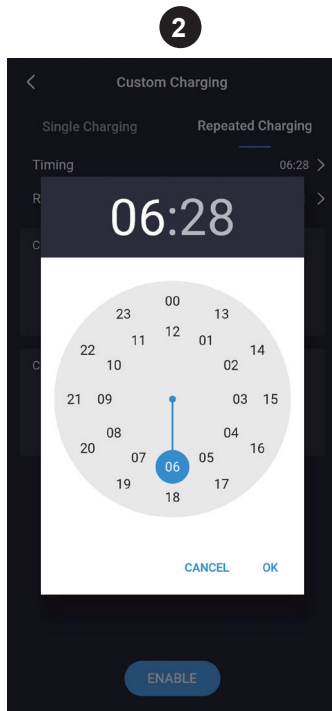 2
Custom Charging
Single Charging Repeated Charging
Timing 06:28
R
06:28
C
00
23 13
12
11 01
22 14
10 02
21 09 03 15
C
08 04
20 16
07 05
06
19 17
18
CANCEL OK
ENABLE